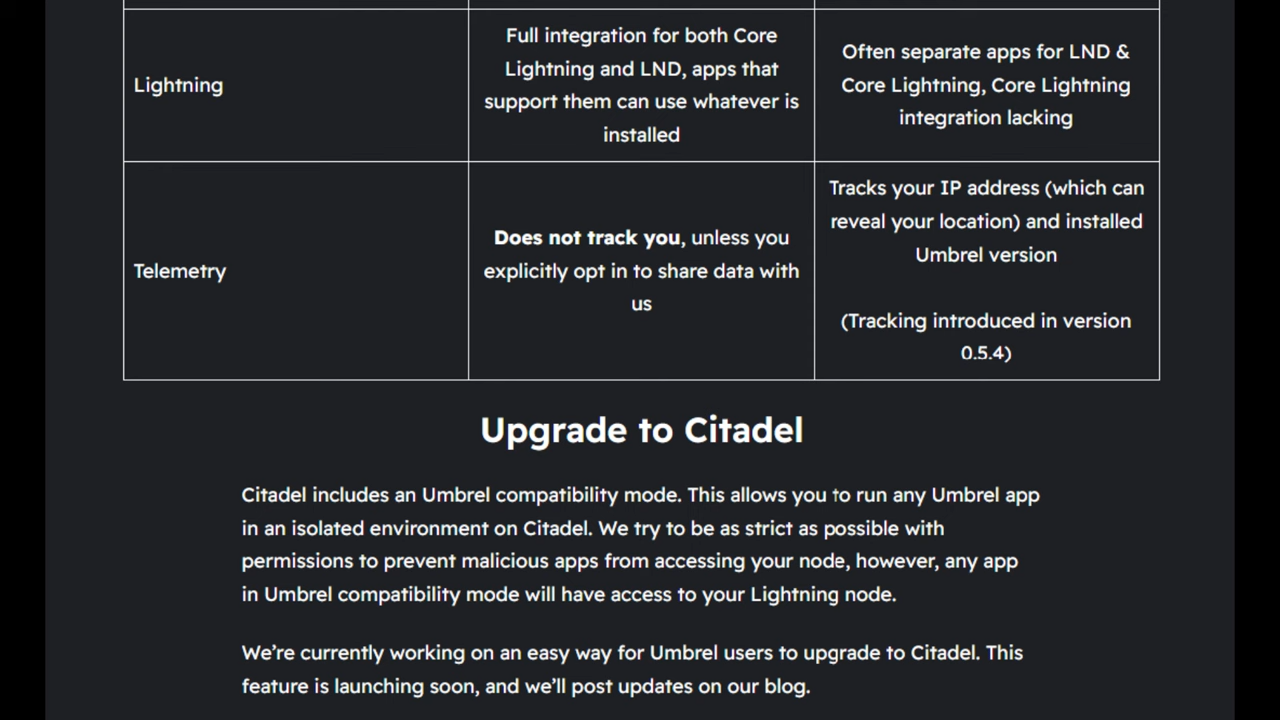 Lightning
Full integration for both Core
Lightning and LND, apps that
support them can use whatever is
installed
Often separate apps for LND &
Core Lightning, Core Lightning
integration lacking
Telemetry
Does not track you, unless you
explicitly opt in to share data with
us
Tracks your IP address (which can
reveal your location) and installed
Umbrel version
(Tracking introduced in version
0.5.4)
Upgrade to Citadel
Citadel includes an Umbrel compatibility mode. This allows you to run any Umbrel app
in an isolated environment on Citadel. We try to be as strict as possible with
permissions to prevent malicious apps from accessing your node, however, any app
in Umbrel compatibility mode will have access to your Lightning node.
We're currently working on an easy way for Umbrel users to upgrade to Citadel. This
feature is launching soon, and we'll post updates on our blog.